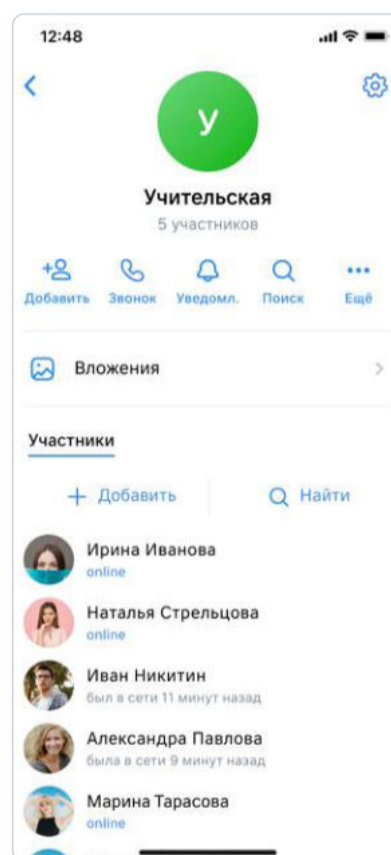 12:48
У
Учительская
5 участников
Добавить Звонок Уведомл. Поиск Ещё
Вложения
Участники
Добавить Найти
Ирина Иванова
online
Наталья Стрельцова
online
Иван Никитин
был в сети 11 минут назад
Александра Павлова
была в сети 9 минут назад
Марина Тарасова
online